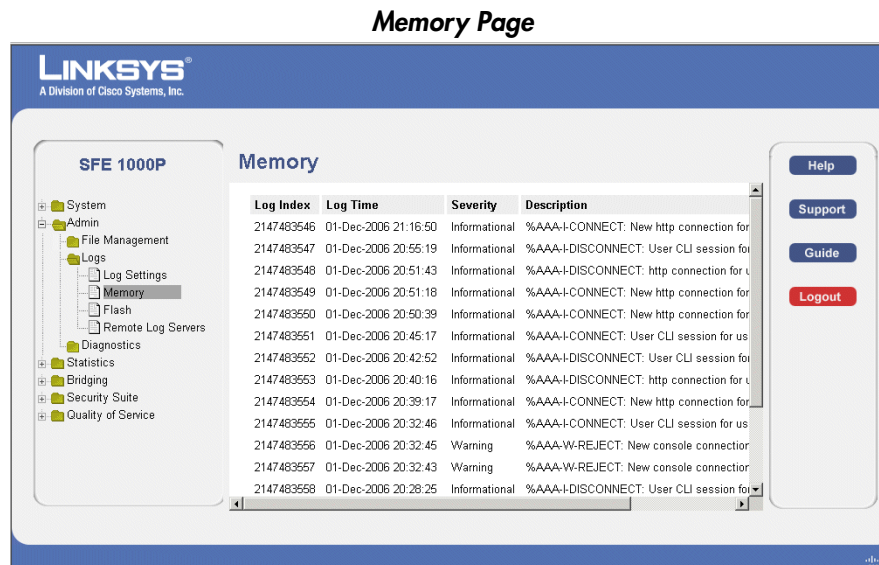 Memory Page
LINKSYS®
A Division of Cisco Systems, Inc.
SFE 1000P
System
Admin
File Management
Logs
Log Settings
Memory
Flash
Remote Log Servers
Diagnostics
Statistics
Bridging
Security Suite
Quality of Service
Memory
Log Index Log Time Severity Description
2147483546 01-Dec-2006 21:16:50 Informational %AAA-I-CONNECT: New http connection for
2147483547 01-Dec-2006 20:55:19 Informational %AAA-I-DISCONNECT: User CLI session for
2147483548 01-Dec-2006 20:51:43 Informational %AAA-I-DISCONNECT: http connection for u
2147483549 01-Dec-2006 20:51:18 Informational %AAA-I-CONNECT: New http connection for
2147483550 01-Dec-2006 20:50:39 Informational %AAA-I-CONNECT: New http connection for
2147483551 01-Dec-2006 20:45:17 Informational %AAA-I-CONNECT: User CLI session for us
2147483552 01-Dec-2006 20:42:52 Informational %AAA-I-DISCONNECT: User CLI session for
2147483553 01-Dec-2006 20:40:16 Informational %AAA-I-DISCONNECT: http connection for u
2147483554 01-Dec-2006 20:39:17 Informational %AAA-I-CONNECT: New http connection for
2147483555 01-Dec-2006 20:32:46 Informational %AAA-I-CONNECT: User CLI session for us
2147483556 01-Dec-2006 20:32:45 Warning %AAA-W-REJECT: New console connection
2147483557 01-Dec-2006 20:32:43 Warning %AAA-W-REJECT: New console connection
2147483558 01-Dec-2006 20:28:25 Informational %AAA-I-DISCONNECT: User CLI session for
Help
Support
Guide
Logout